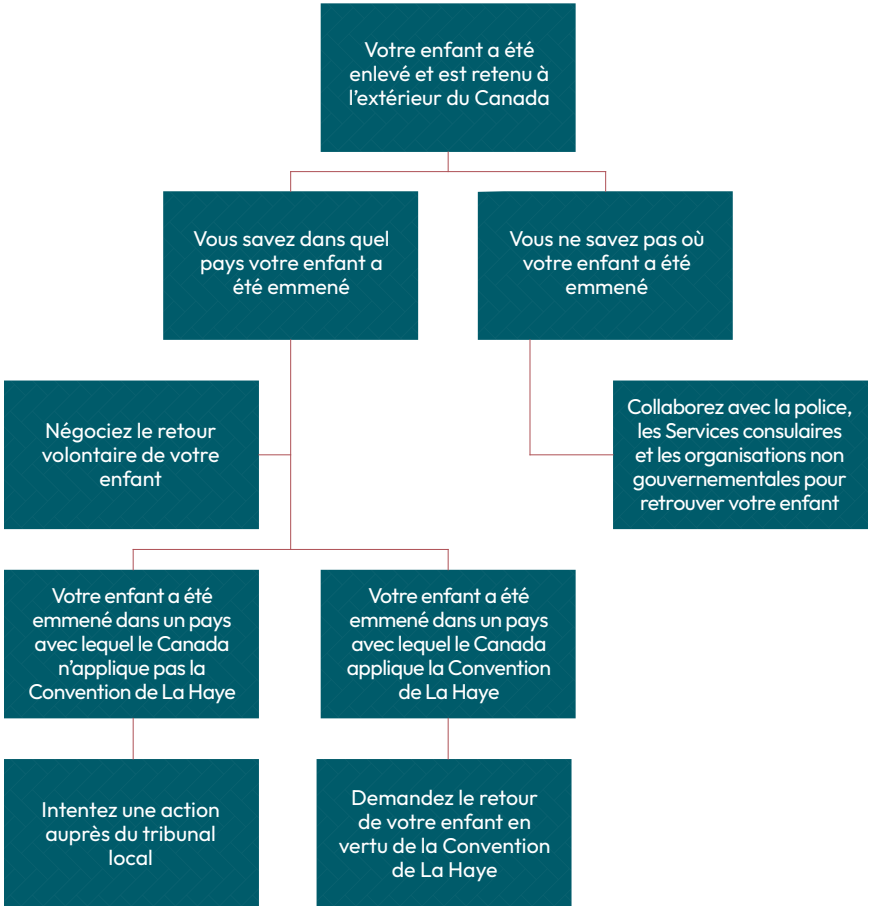 Votre enfant a été
enlevé et est retenu à
l’extérieur du Canada
Vous savez dans quel
pays votre enfant a
été emmené
Vous ne savez pas où
votre enfant a été
emmené
Négociez le retour
volontaire de votre
enfant
Collaborez avec la police,
les Services consulaires
et les organisations non
gouvernementales pour
retrouver votre enfant
Votre enfant a été
emmené dans un pays
avec lequel le Canada
n’applique pas la
Convention de La Haye
Votre enfant a été
emmené dans un pays
avec lequel le Canada
applique la Convention
de La Haye
Intentez une action
auprès du tribunal
local
Demandez le retour
de votre enfant en
vertu de la Convention
de La Haye